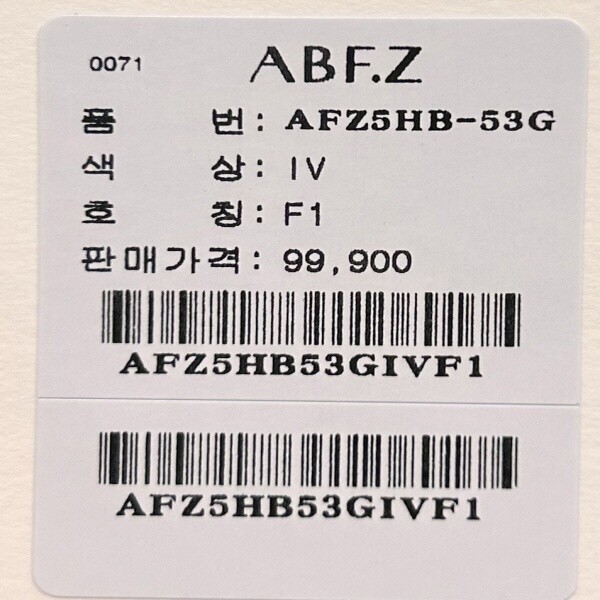 0071 ABF.Z
품 번: AFZ5HB-53G
색 상: IV
호 칭: F1
판매가격: 99,900
AFZ5HB53GIVF1
AFZ5HB53GIVF1